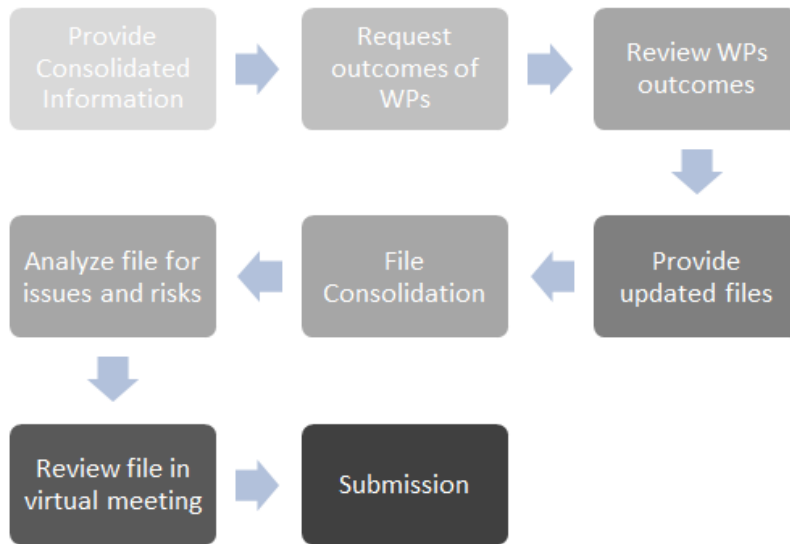 Provide
Consolidated
Information
Request
outcomes of
WPs
Review WPs
outcomes
Provide
updated files
File
Consolidation
Analyze file for
issues and risks
Review file in
virtual meeting
Submission